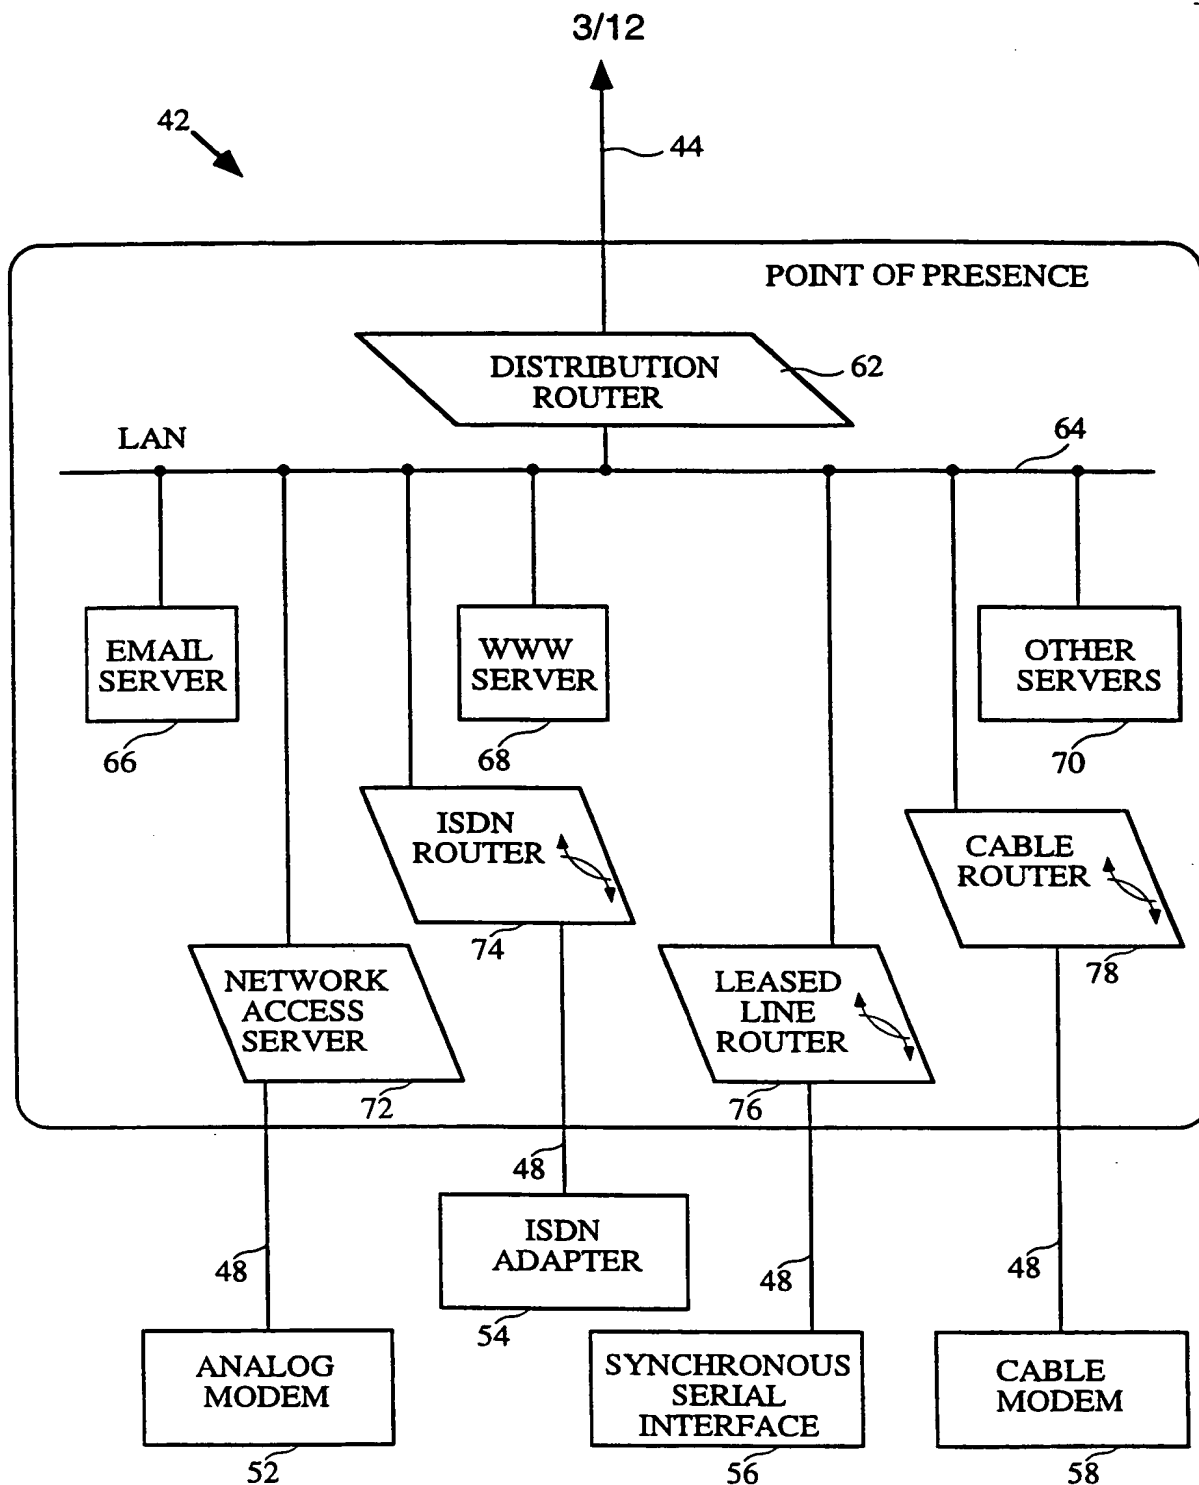 3/12
42
44
POINT OF PRESENCE
DISTRIBUTION
ROUTER
62
LAN
64
EMAIL
SERVER
66
WWW
SERVER
68
OTHER
SERVERS
70
ISDN
ROUTER
74
CABLE
ROUTER
78
NETWORK
ACCESS
SERVER
72
LEASED
LINE
ROUTER
76
48
ISDN
ADAPTER
54
48
48
48
ANALOG
MODEM
52
SYNCHRONOUS
SERIAL
INTERFACE
56
CABLE
MODEM
58